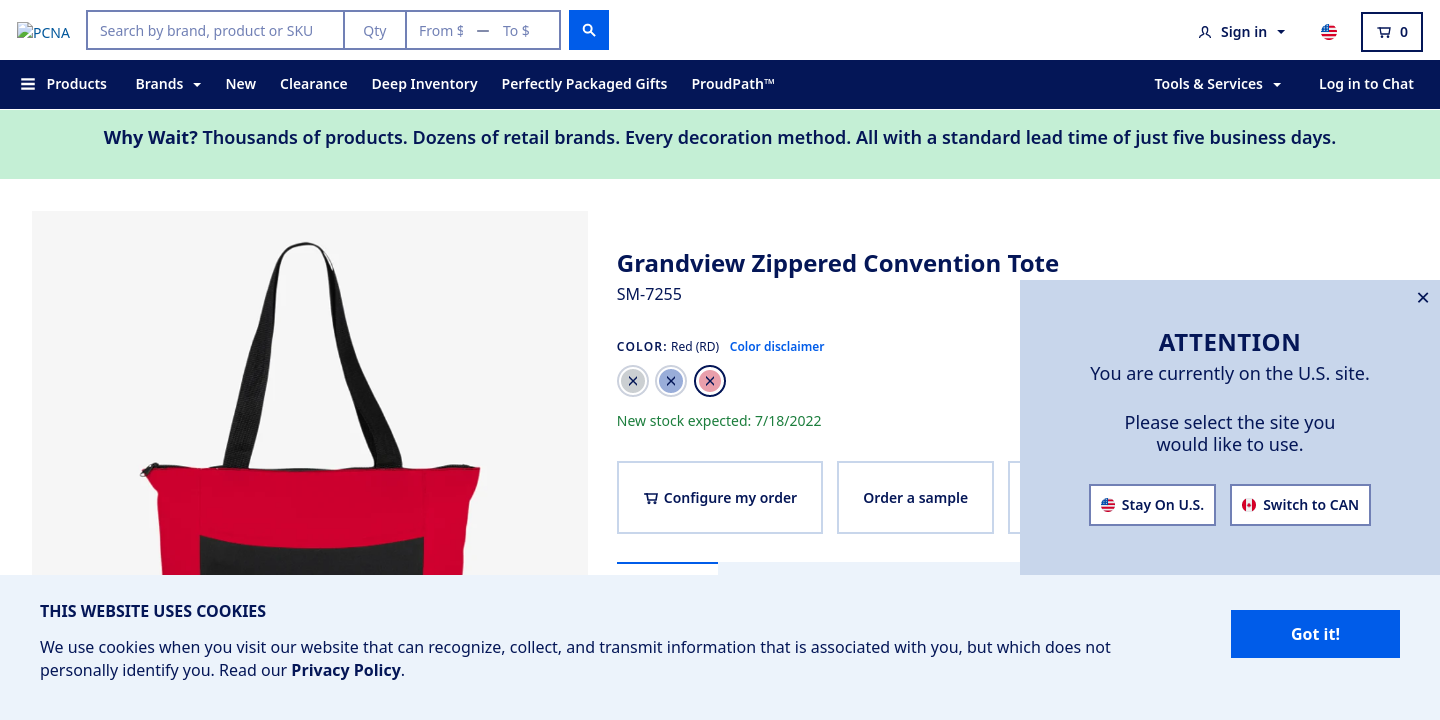 PCNA
Search by brand, product or SKU
Qty
From $ — To $
Sign in
0
Products
Brands
New
Clearance
Deep Inventory
Perfectly Packaged Gifts
ProudPath™
Tools & Services
Log in to Chat
Why Wait? Thousands of products. Dozens of retail brands. Every decoration method. All with a standard lead time of just five business days.
Grandview Zippered Convention Tote
SM-7255
COLOR: Red (RD) Color disclaimer
New stock expected: 7/18/2022
Configure my order
Order a sample
ATTENTION
You are currently on the U.S. site.
Please select the site you
would like to use.
Stay On U.S.
Switch to CAN
THIS WEBSITE USES COOKIES
We use cookies when you visit our website that can recognize, collect, and transmit information that is associated with you, but which does not
personally identify you. Read our Privacy Policy.
Got it!